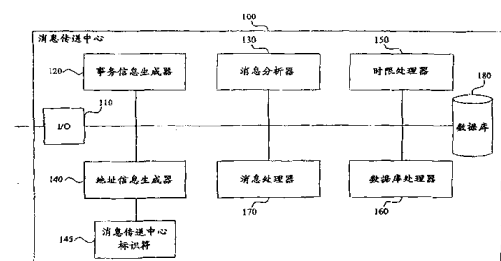 100
消息传送中心
130
150
120
事务信息生成器
消息分析器
时限处理器
180
110
I/O
数据库
140
地址信息生成器
消息处理器
数据库处理器
170
160
145
消息传送中心
标识符